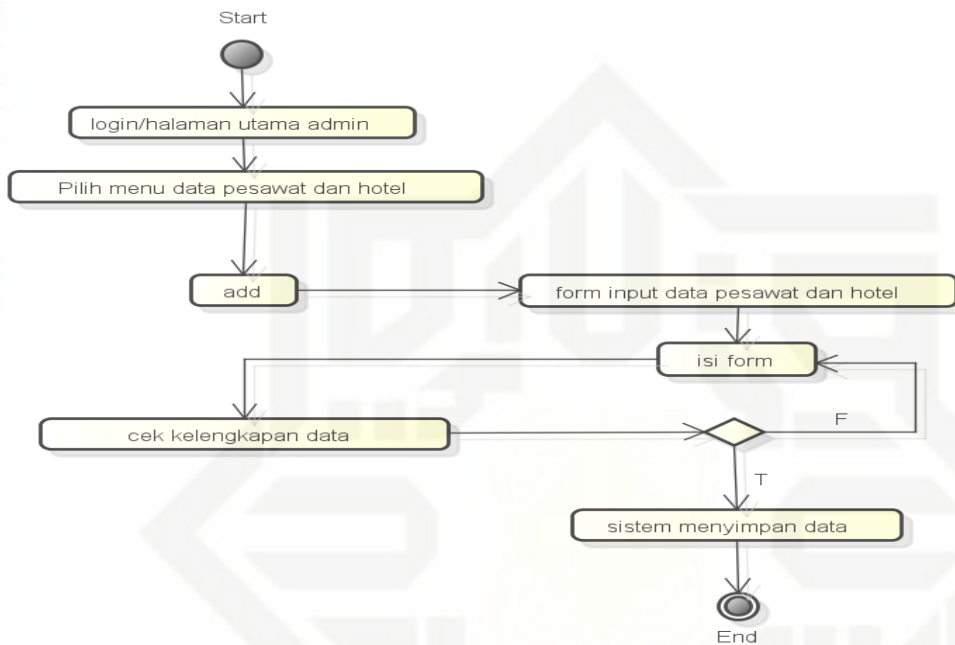 Start
login/halaman utama admin
Pilih menu data pesawat dan hotel
add
form input data pesawat dan hotel
isi form
cek kelengkapan data
F
T
sistem menyimpan data
End